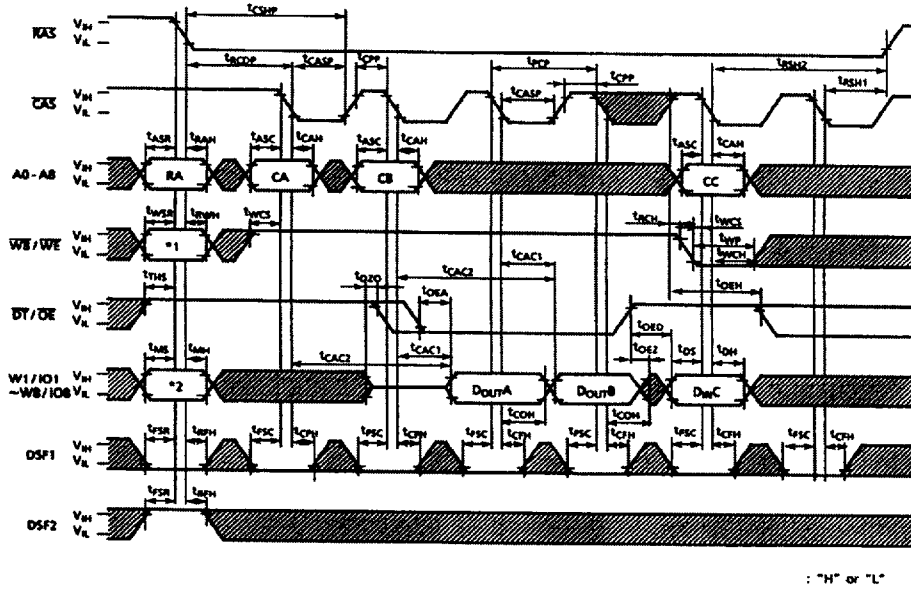 tCSHP
RAS VIH
VIL
tRCDP tCASP tCPP tPCP tCPP tRSH2
CAS VIH
VIL
tCASP tRSH1
tASR tRAH tASC tCAH tASC tCAH tASC tCAH
A0 - A8 VIH
VIL
RA CA CB CC
tWSR tRWH tWCS tRCH tWCS
WB / WE VIH
VIL
*1
tWP
tWCH
tTHS tOZO tCAC2 tCAC1 tOEH
DT / OE VIH
VIL
tOEA
tOED
tOEZ
tMS tMH tCAC2 tCAC1 tDS tDH
W1 / IO1
~W8 / IO8
VIH
VIL
*2 DOUTA DOUTB DINC
tCOH tCOH
tFSR tRFH tFSC tCFH tFSC tCFH tFSC tCFH tFSC tCFH tFSC tCFH tFSC tCFH
DSF1 VIH
VIL
tFSR tRFH
DSF2 VIH
VIL
: "H" or "L"